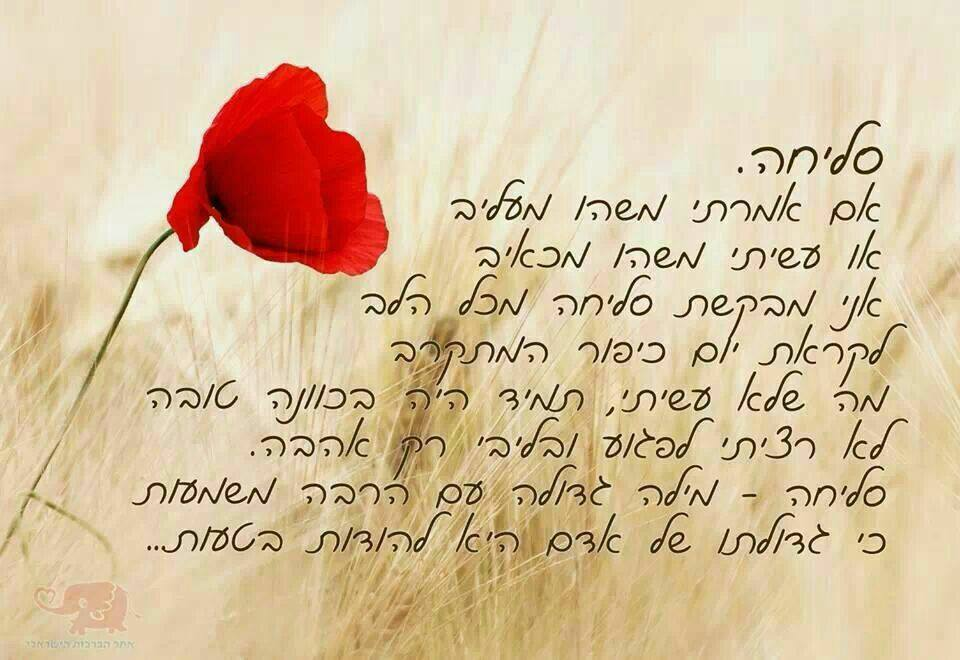 סליחה.
אם אמרתי משהו מעליב
או עשיתי משהו מכאיב
אני מבקשת סליחה מכל הלב
לקראת יום כיפור המתקרב
מה שלא עשיתי, תמיד היה בכוונה טובה
לא רציתי לפגוע ובליבי רק אהבה.
סליחה - מילה גדולה עם הרבה משמעות
כי גדולתו של אדם היא להודות בטעות..
אתר הברכות הישראלי